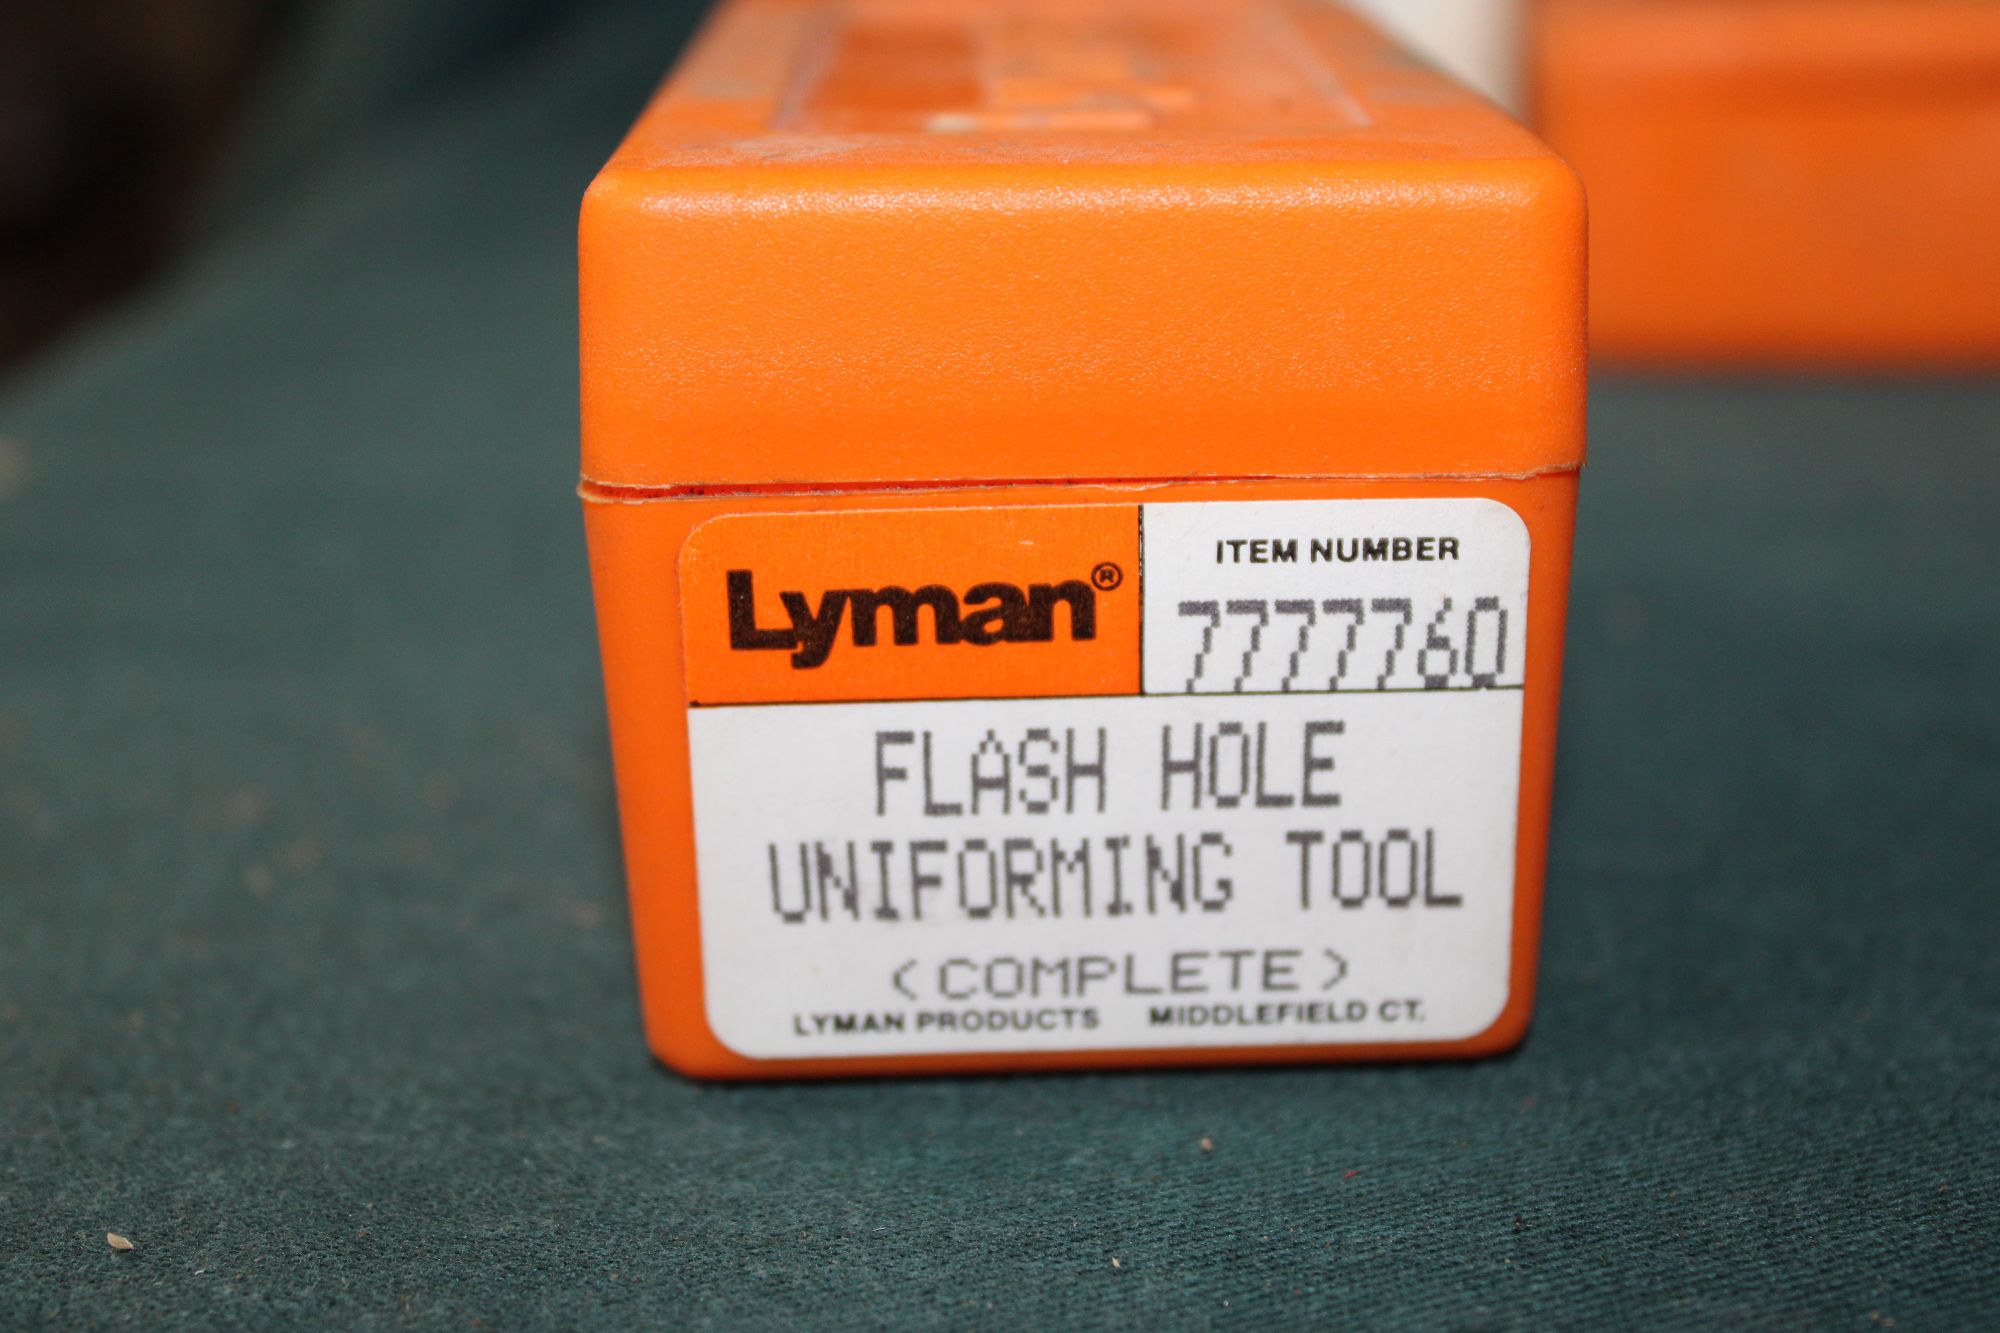 Lyman®
ITEM NUMBER
7777760
FLASH HOLE
UNIFORMING TOOL
<COMPLETE>
LYMAN PRODUCTS MIDDLEFIELD CT.